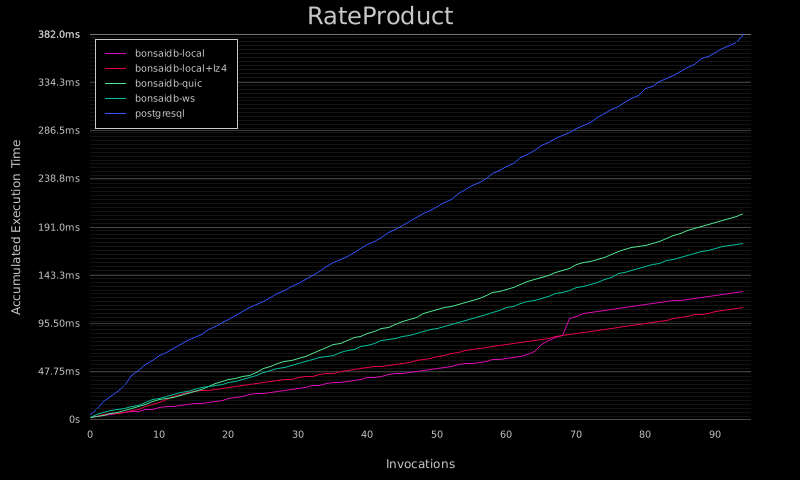 RateProduct
382.0ms
bonsaidb-local
bonsaidb-local+lz4
bonsaidb-quic
bonsaidb-ws
postgresql
334.3ms
286.5ms
238.8ms
191.0ms
143.3ms
95.50ms
47.75ms
0s
Accumulated Execution Time
0 10 20 30 40 50 60 70 80 90
Invocations